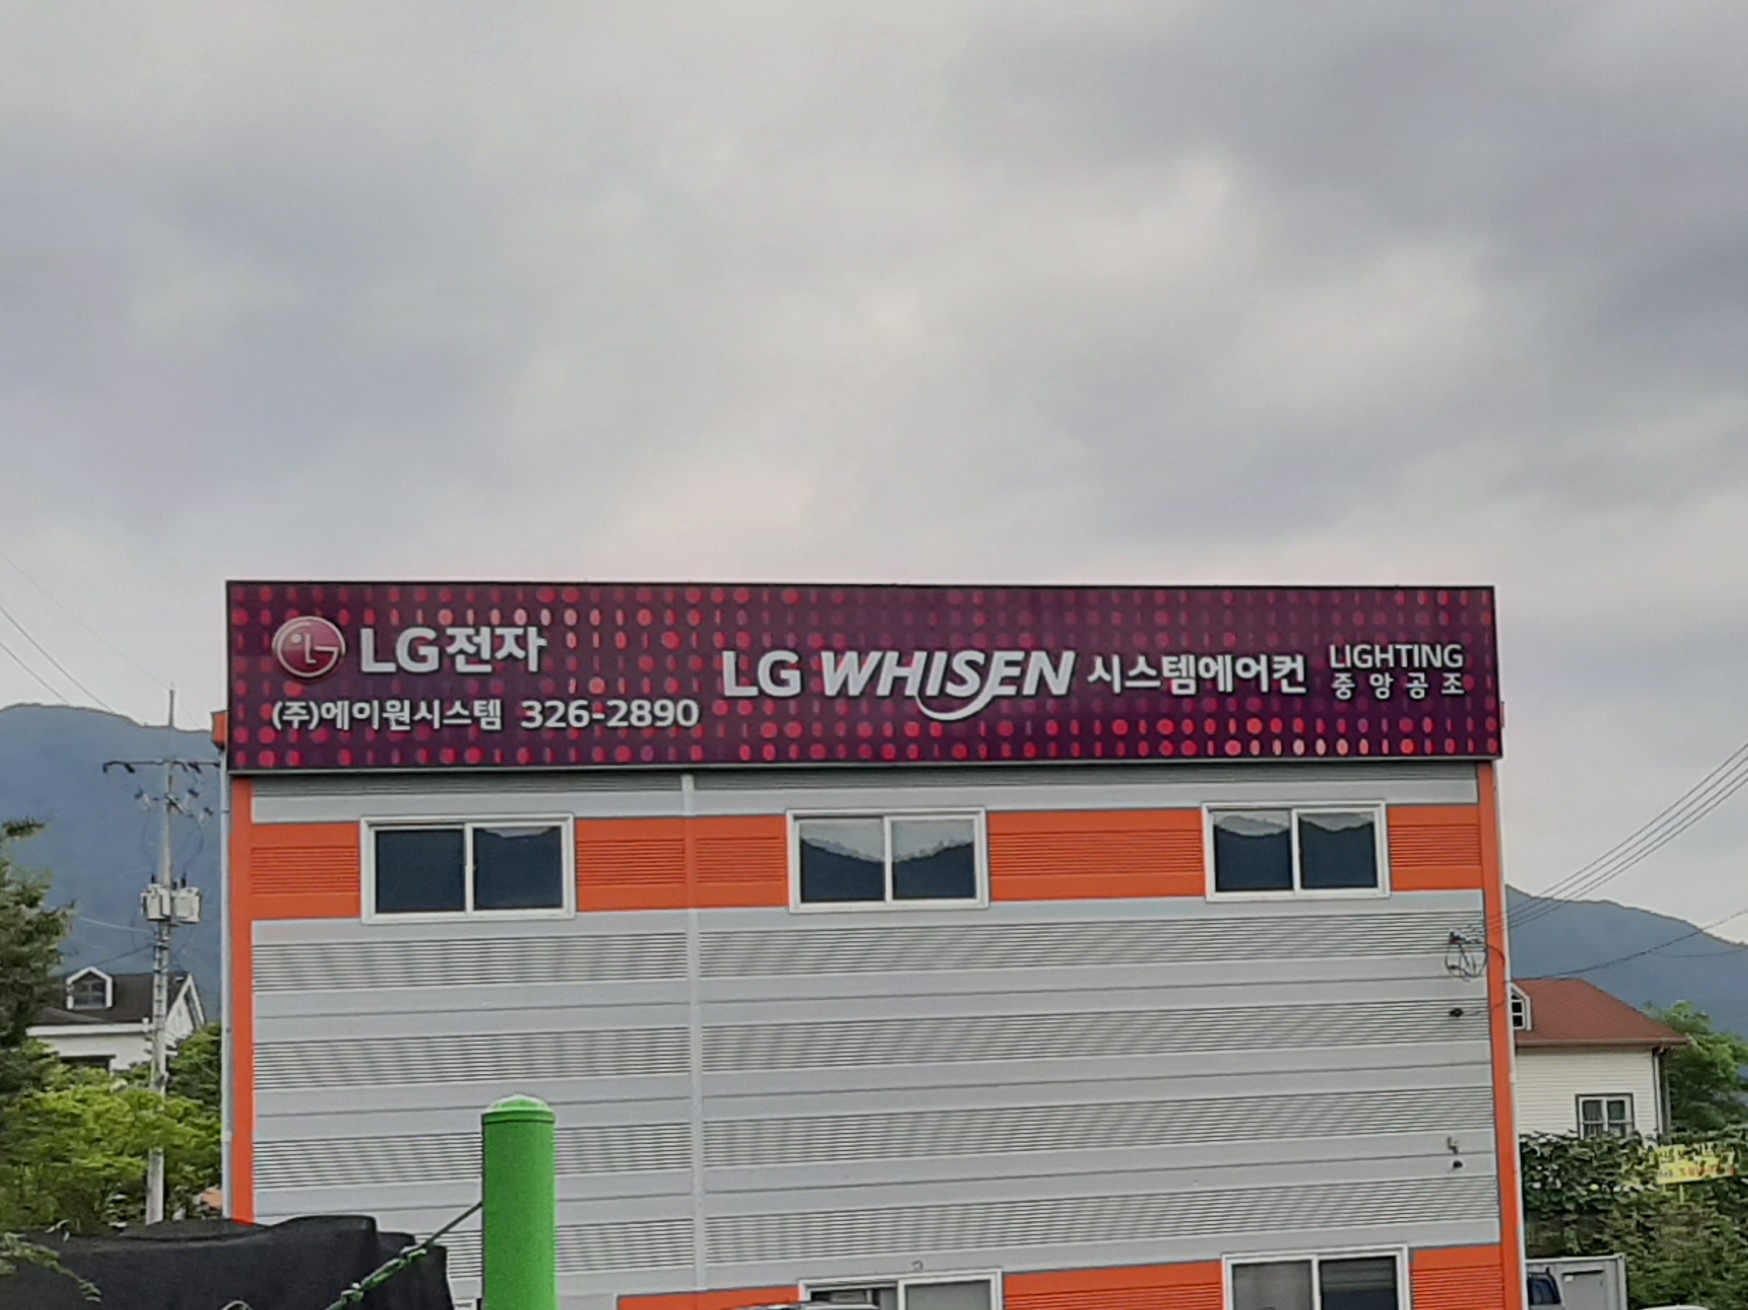 LG전자
(주)에이원시스템 326-2890
LG WHISEN 시스템에어컨
LIGHTING
중앙공조